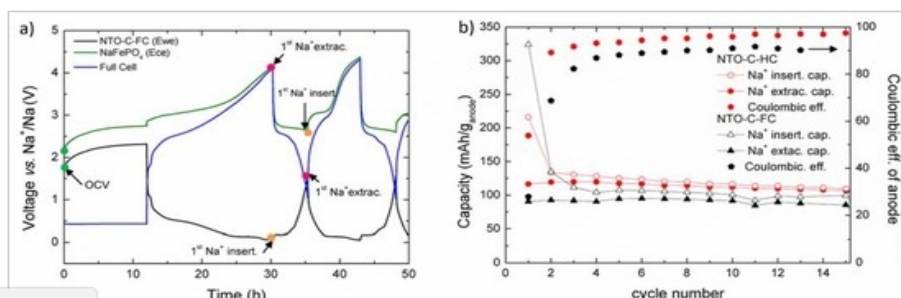 a)
5
4
3
2
1
0
NTO-C-FC (Ewe)
NaFePO₄ (Ece)
Full Cell
1st Na⁺extrac.
1st Na⁺ insert.
OCV
1st Na⁺extrac.
1st Na⁺ insert.
Voltage vs. Na⁺/Na (V)
0 10 20 30 40 50
Time (h)
b)
350
300
250
200
150
100
50
0
100
80
60
40
20
0
NTO-C-HC
Na⁺ insert. cap.
Na⁺ extrac. cap.
Coulombic eff.
NTO-C-FC
Na⁺ insert. cap.
Na⁺ extac. cap.
Coulombic. eff.
Capacity (mAh/ganode)
Coulombic eff. of anode
0 2 4 6 8 10 12 14
cycle number